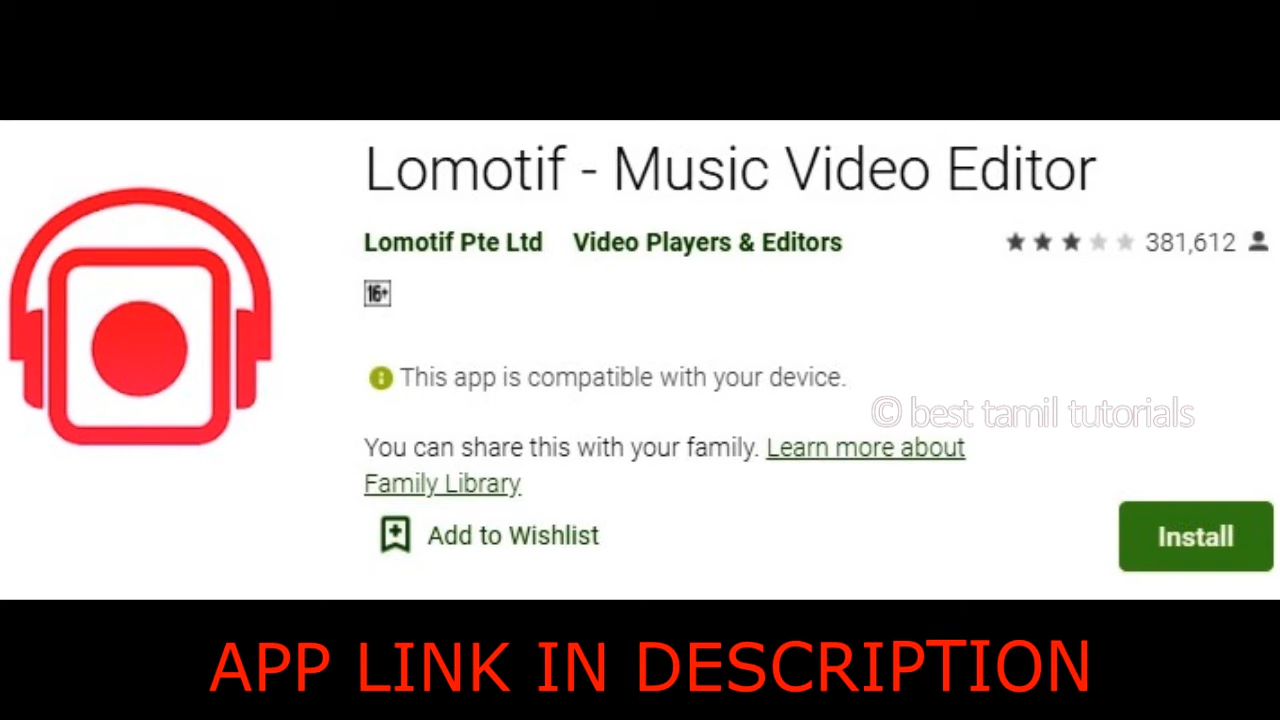 Lomotif - Music Video Editor
Lomotif Pte Ltd Video Players & Editors 381,612
16+
This app is compatible with your device.
© best tamil tutorials
You can share this with your family. Learn more about
Family Library
Add to Wishlist
Install
APP LINK IN DESCRIPTION